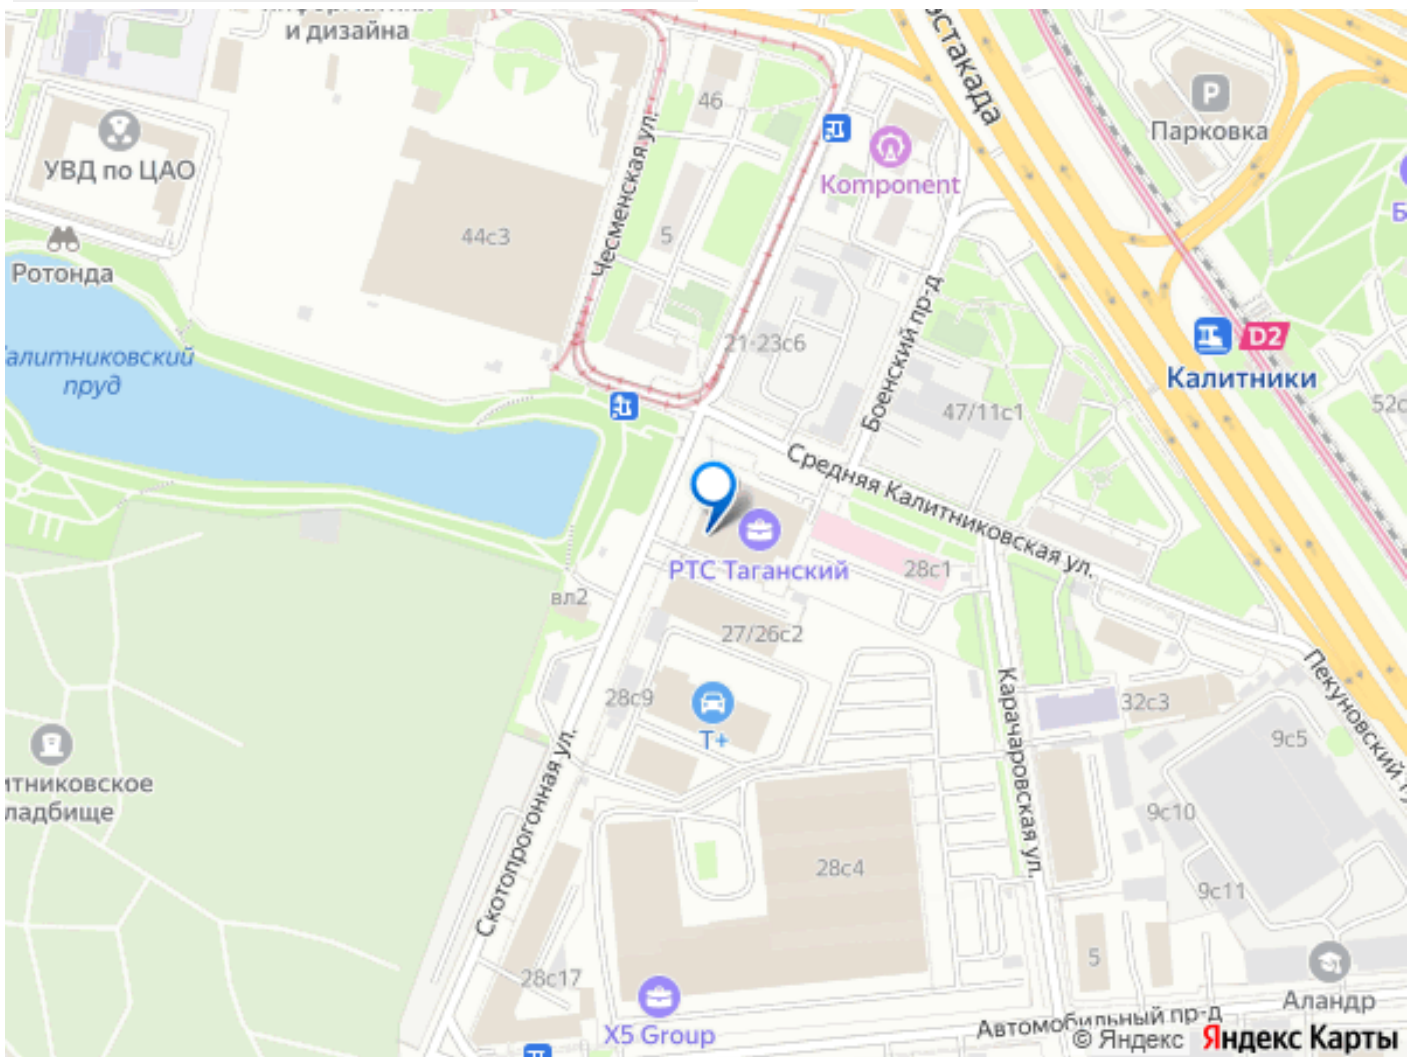 и дизайна
остакада
46
P
Парковка
УВД по ЦАО
Чесменская ул.
Komponent
44с3
5
Ротонда
Боенский пр-д
21-23с6
D2
Калитники
алитниковский
пруд
47/11с1
52с
Средняя Калитниковская ул.
РТС Таганский
28с1
вл2
27/26с2
28с9
Т+
Карачаровская ул.
32с3
Пекуновский
9с5
итниковское
ладбище
Скотопрогонная ул.
9с10
28с4
9с11
28с17
5
X5 Group
Аландр
Автомобильный пр-д
© Яндекс Яндекс Карты